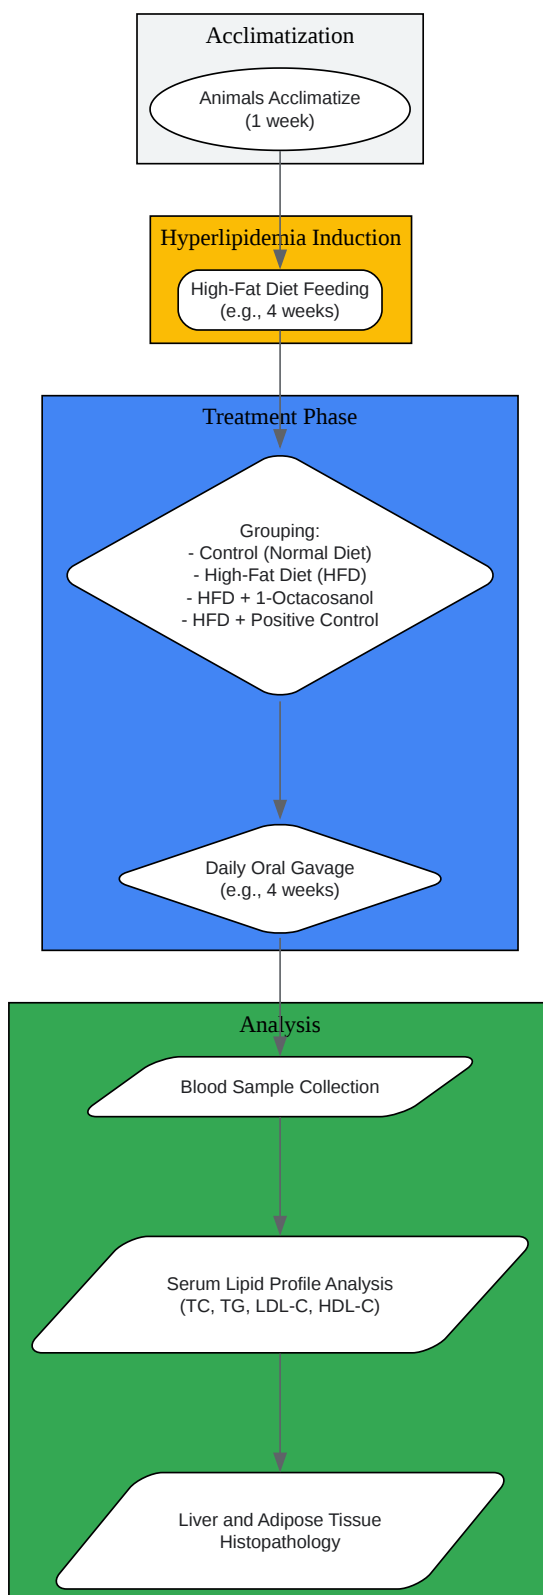 Acclimatization
Animals Acclimatize
(1 week)
Hyperlipidemia Induction
High-Fat Diet Feeding
(e.g., 4 weeks)
Treatment Phase
Grouping:
- Control (Normal Diet)
- High-Fat Diet (HFD)
- HFD + 1-Octacosanol
- HFD + Positive Control
Daily Oral Gavage
(e.g., 4 weeks)
Analysis
Blood Sample Collection
Serum Lipid Profile Analysis
(TC, TG, LDL-C, HDL-C)
Liver and Adipose Tissue
Histopathology